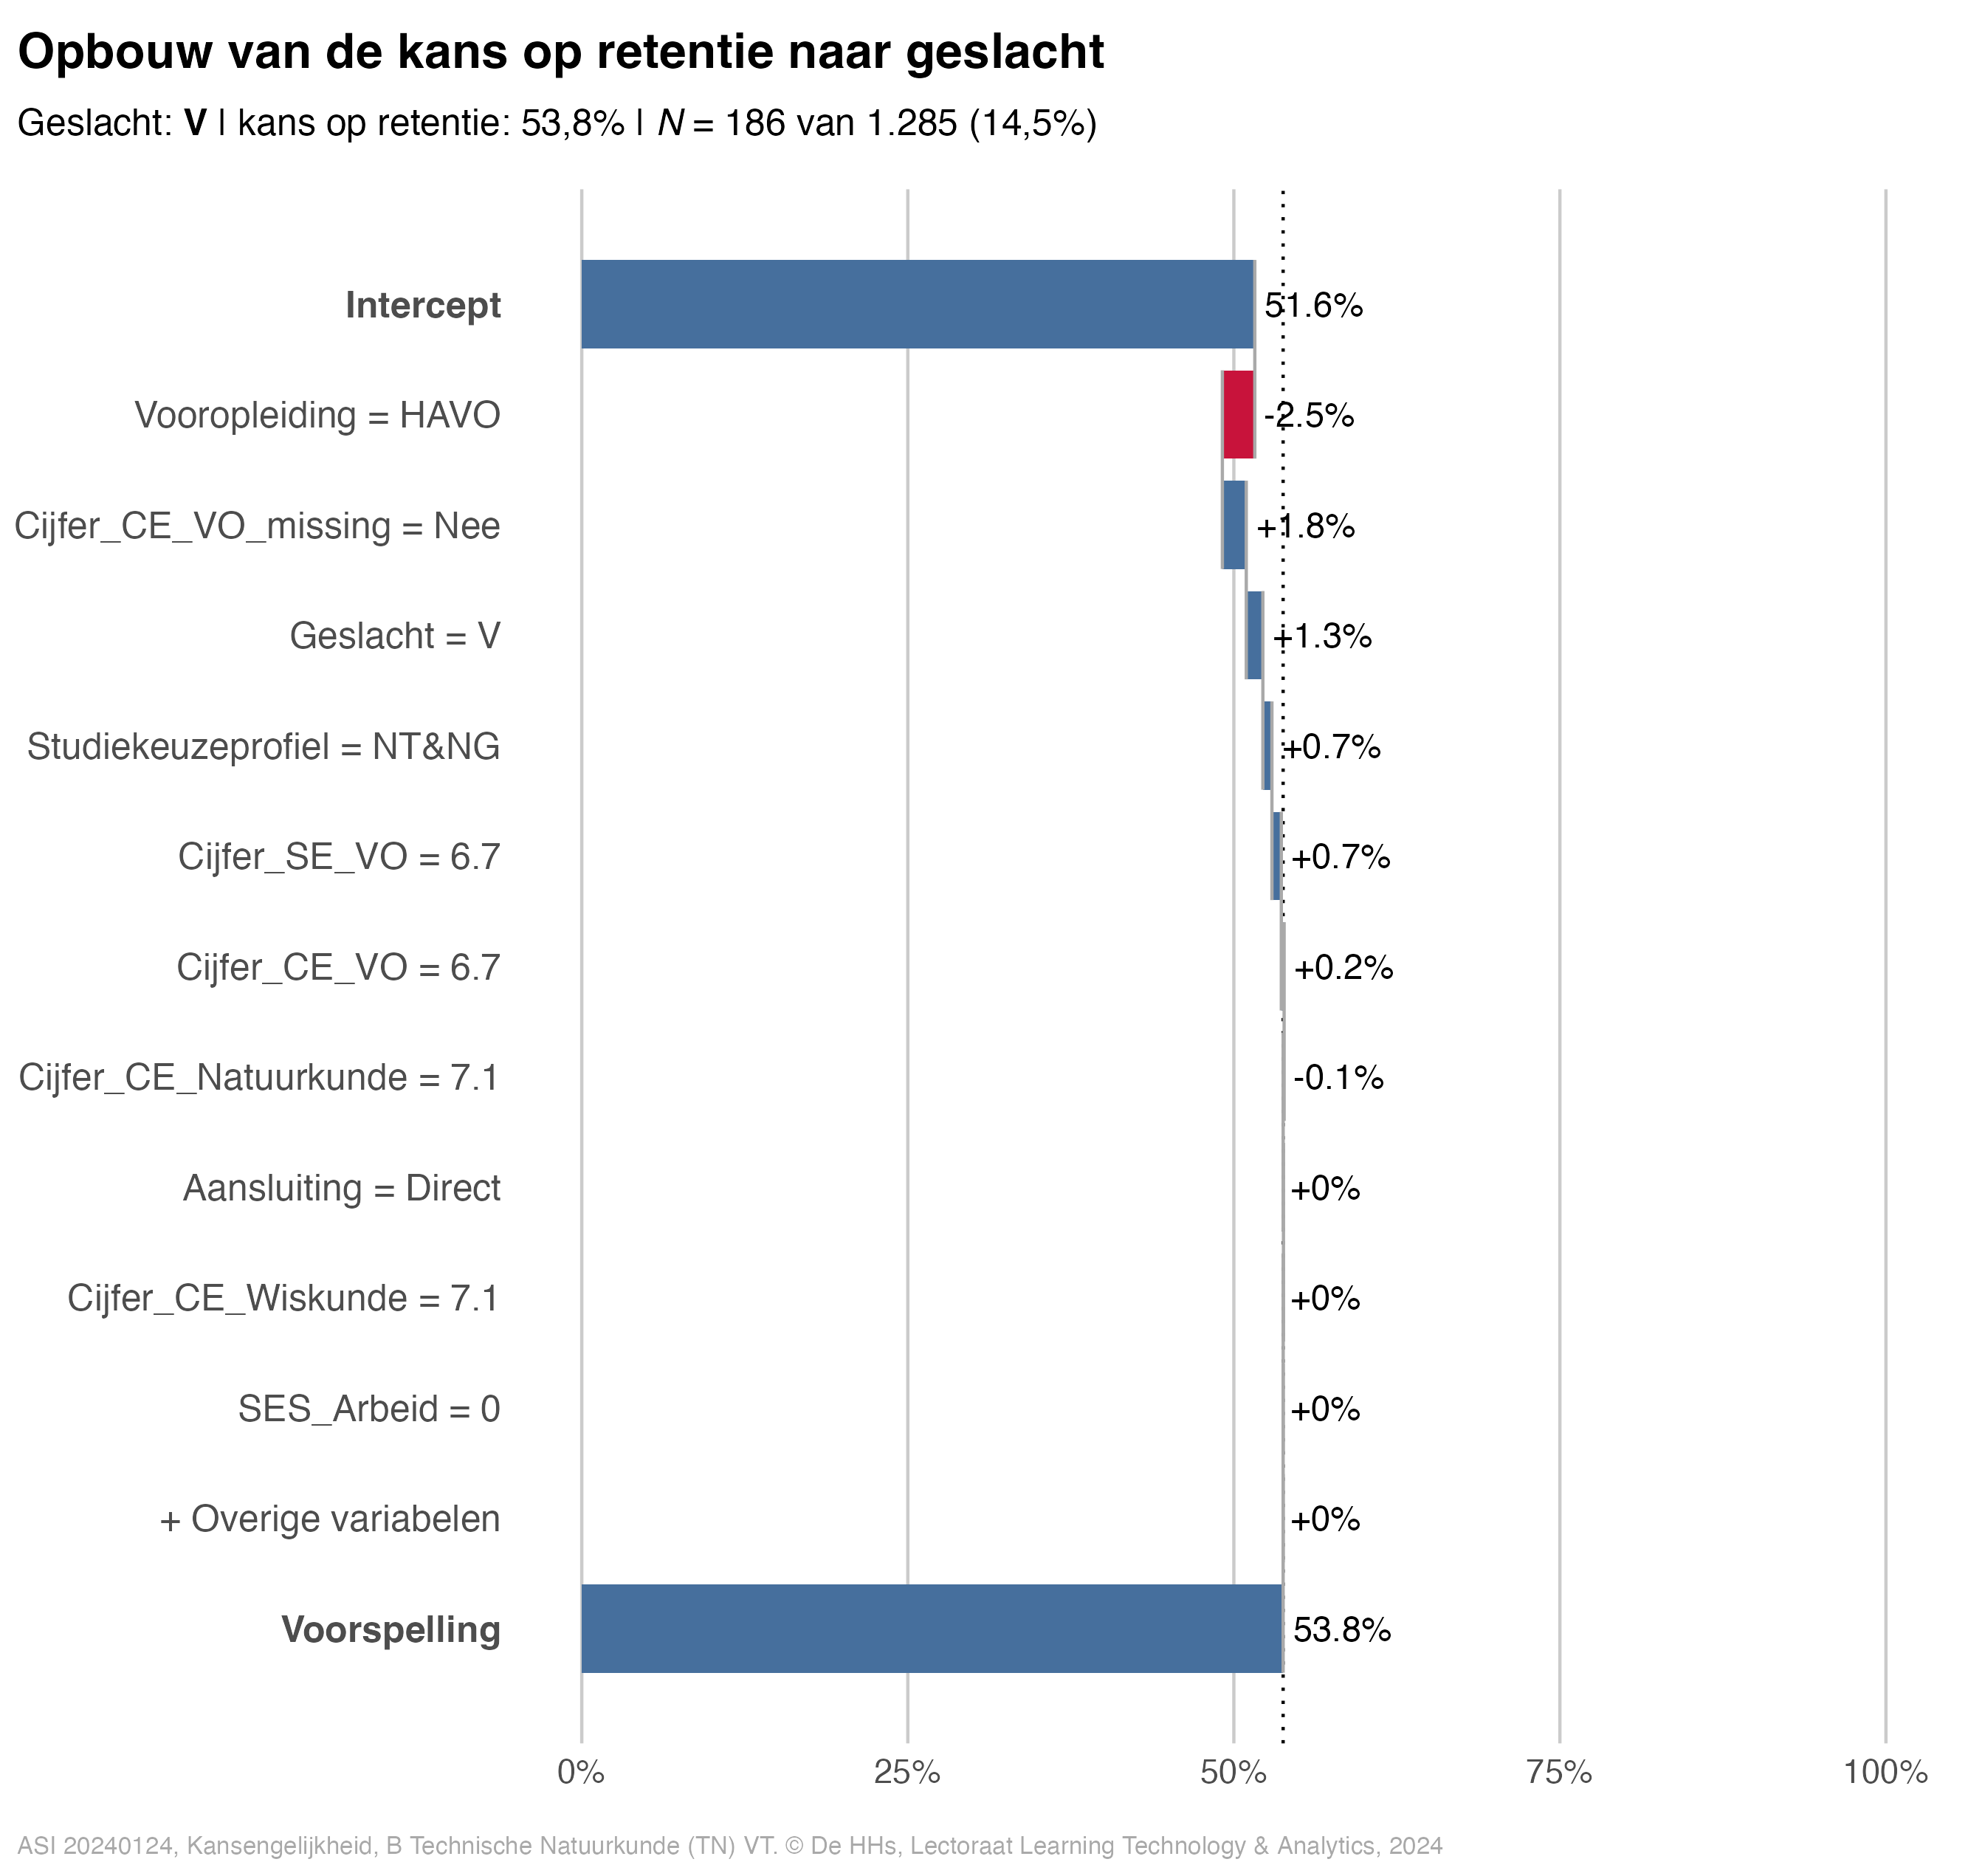 Opbouw van de kans op retentie naar geslacht
Geslacht: V | kans op retentie: 53,8% | N = 186 van 1.285 (14,5%)
Intercept 51.6%
Vooropleiding = HAVO -2.5%
Cijfer_CE_VO_missing = Nee +1.8%
Geslacht = V +1.3%
Studiekeuzeprofiel = NT&NG +0.7%
Cijfer_SE_VO = 6.7 +0.7%
Cijfer_CE_VO = 6.7 +0.2%
Cijfer_CE_Natuurkunde = 7.1 -0.1%
Aansluiting = Direct +0%
Cijfer_CE_Wiskunde = 7.1 +0%
SES_Arbeid = 0 +0%
+ Overige variabelen +0%
Voorspelling 53.8%
0% 25% 50% 75% 100%
ASI 20240124, Kansengelijkheid, B Technische Natuurkunde (TN) VT. © De HHs, Lectoraat Learning Technology & Analytics, 2024